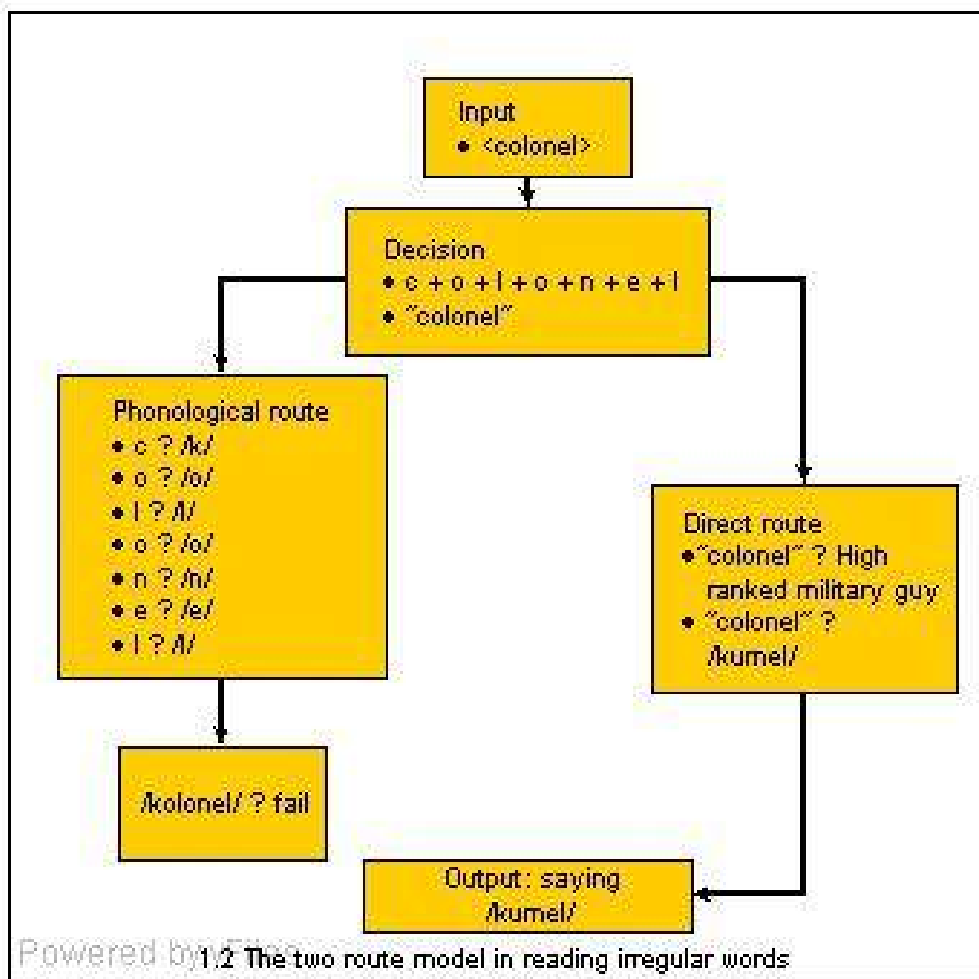 Input
• <colonel>
Decision
• c + o + l + o + n + e + l
• "colonel"
Phonological route
• c ? /k/
• o ? /o/
• l ? /l/
• o ? /o/
• n ? /n/
• e ? /e/
• l ? /l/
Direct route
• "colonel" ? High
ranked military guy
• "colonel" ?
/kurnel/
/kolonel/ ? fail
Output: saying
/kurnel/
Powered by
1.2 The two route model in reading irregular words